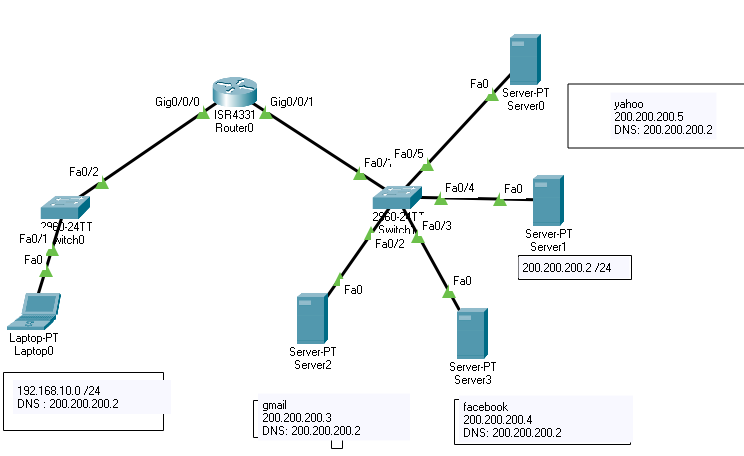 Fa0
Server-PT
Server0
yahoo
200.200.200.5
DNS: 200.200.200.2
Gig0/0/0
Gig0/0/1
ISR4331
Router0
Fa0/5
Fa0/2
Fa0/4
Fa0
2960-24TT
Switch0
2960-24TT
Fa0/3
Server-PT
Server1
Fa0/1
Fa0/2
Fa0
200.200.200.2 /24
Fa0
Fa0
Laptop-PT
Laptop0
Server-PT
Server2
Server-PT
Server3
192.168.10.0 /24
DNS : 200.200.200.2
gmail
200.200.200.3
DNS: 200.200.200.2
facebook
200.200.200.4
DNS: 200.200.200.2